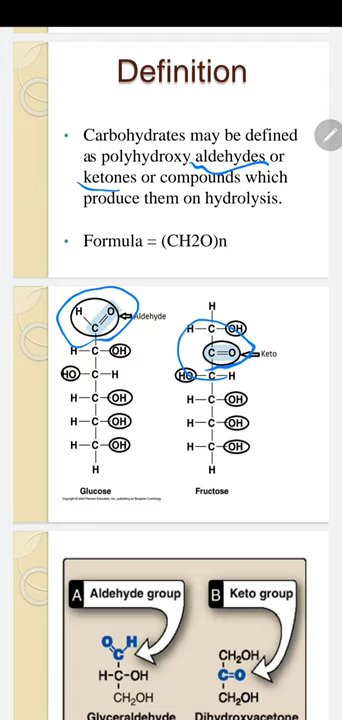 Definition
• Carbohydrates may be defined
as polyhydroxy aldehydes or
ketones or compounds which
produce them on hydrolysis.
• Formula = (CH2O)n
H
H O
Aldehyde
H—C—OH
C
C=O
Keto
H—C—OH
HO—C—H
HO—C—H
H—C—OH
H—C—OH
H—C—OH
H—C—OH
H—C—OH
H—C—OH
H
H
Glucose
Fructose
A Aldehyde group
B Keto group
O H
C
CH₂OH
H-C-OH
C=O
CH₂OH
CH₂OH
Glyceraldehyde
Dihydroxyacetone